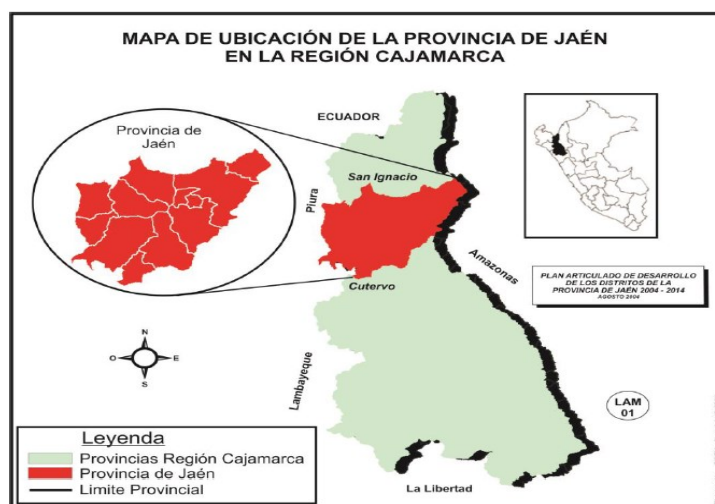 MAPA DE UBICACIÓN DE LA PROVINCIA DE JAÉN
EN LA REGIÓN CAJAMARCA
ECUADOR
Provincia de
Jaén
San Ignacio
Piura
Amazonas
PLAN ARTICULADO DE DESARROLLO
DE LOS DISTRITOS DE LA
PROVINCIA DE JAÉN 2004 - 2014
AGOSTO 2004
Cutervo
N
O
E
S
Lambayeque
LAM
01
Leyenda
Provincias Región Cajamarca
Provincia de Jaén
Limite Provincial
La Libertad